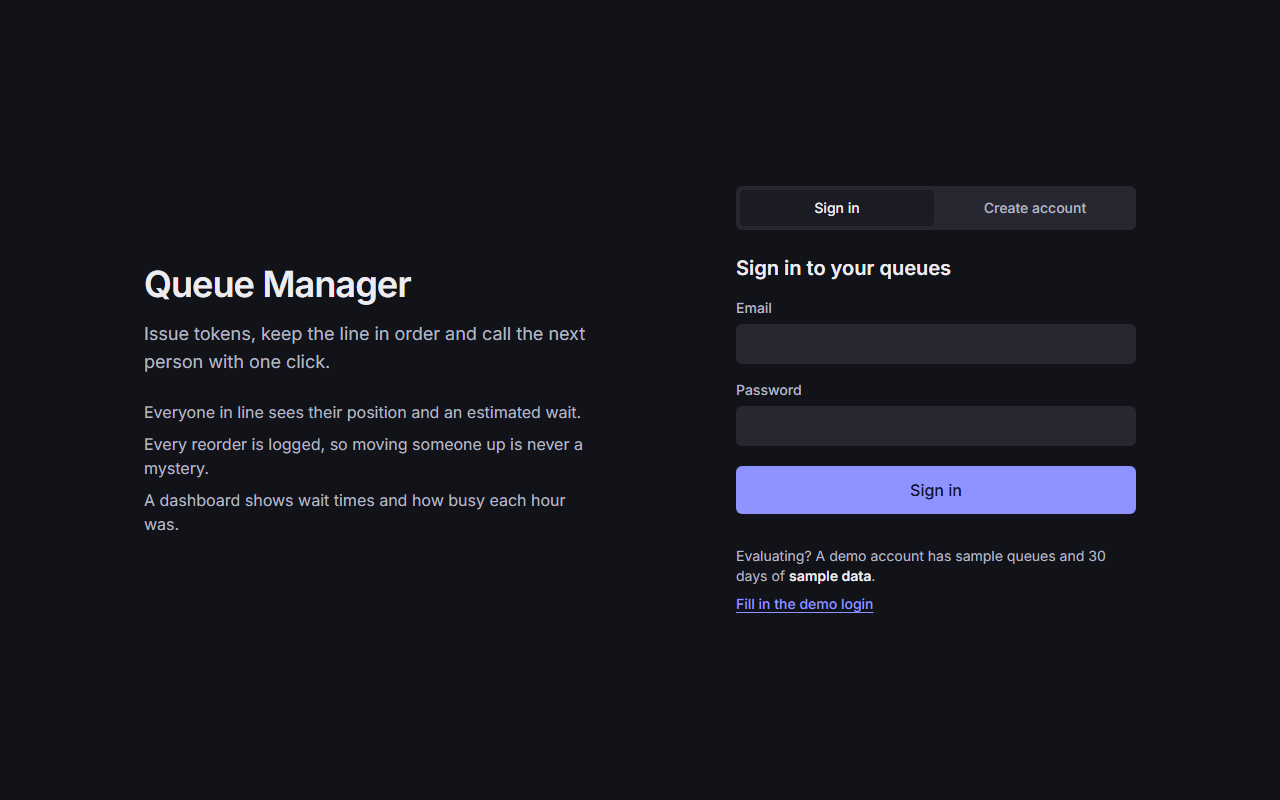 Queue Manager
Issue tokens, keep the line in order and call the next
person with one click.
Everyone in line sees their position and an estimated wait.
Every reorder is logged, so moving someone up is never a
mystery.
A dashboard shows wait times and how busy each hour
was.
Sign in
Create account
Sign in to your queues
Email
Password
Sign in
Evaluating? A demo account has sample queues and 30
days of sample data.
Fill in the demo login